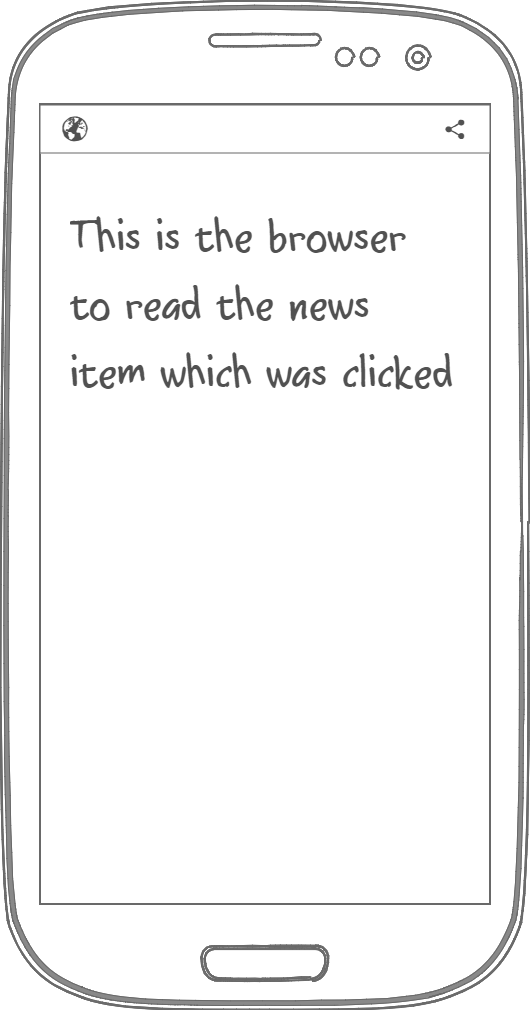 This is the browser
to read the news
item which was clicked